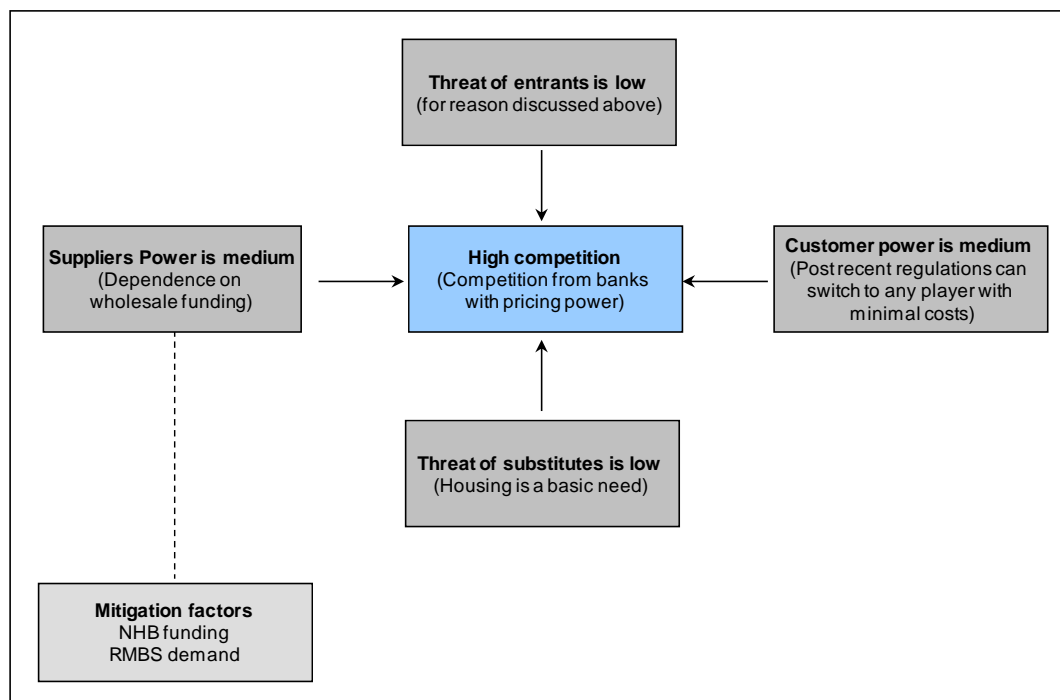 Threat of entrants is low
(for reason discussed above)
Suppliers Power is medium
(Dependence on
wholesale funding)
High competition
(Competition from banks
with pricing power)
Customer power is medium
(Post recent regulations can
switch to any player with
minimal costs)
Threat of substitutes is low
(Housing is a basic need)
Mitigation factors
NHB funding
RMBS demand